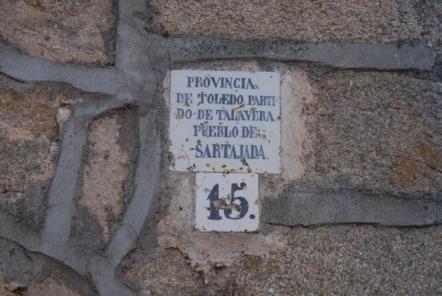 PROVINCIA
DE TOLEDO PARTI
DO DE TALAVERA
PUEBLO DE
SARTAJADA
15.